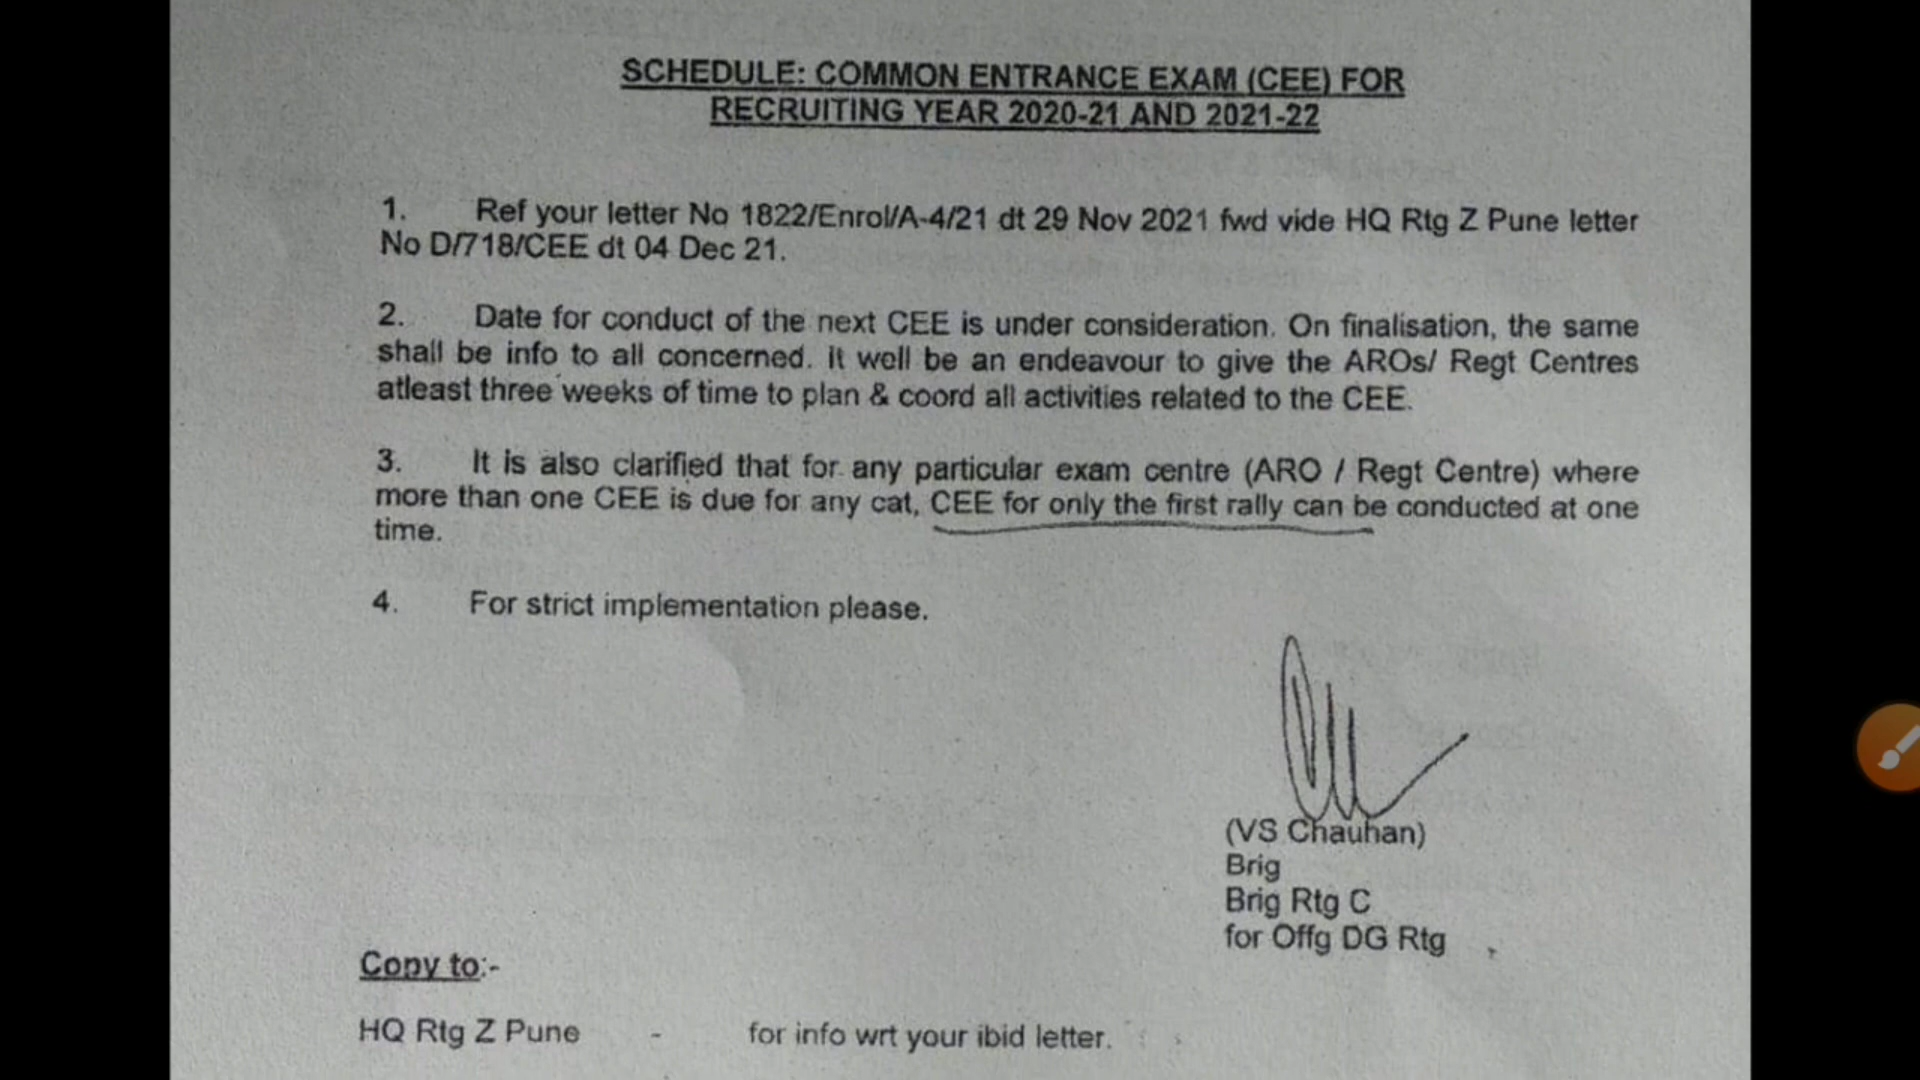 SCHEDULE: COMMON ENTRANCE EXAM (CEE) FOR
RECRUITING YEAR 2020-21 AND 2021-22
1. Ref your letter No 1822/Enrol/A-4/21 dt 29 Nov 2021 fwd vide HQ Rtg Z Pune letter
No D/718/CEE dt 04 Dec 21.
2. Date for conduct of the next CEE is under consideration. On finalisation, the same
shall be info to all concerned. It well be an endeavour to give the AROs/ Regt Centres
atleast three weeks of time to plan & coord all activities related to the CEE.
3. It is also clarified that for any particular exam centre (ARO / Regt Centre) where
more than one CEE is due for any cat, CEE for only the first rally can be conducted at one
time.
4. For strict implementation please.
(VS Chauhan)
Brig
Brig Rtg C
for Offg DG Rtg
Copy to:-
HQ Rtg Z Pune - for info wrt your ibid letter.